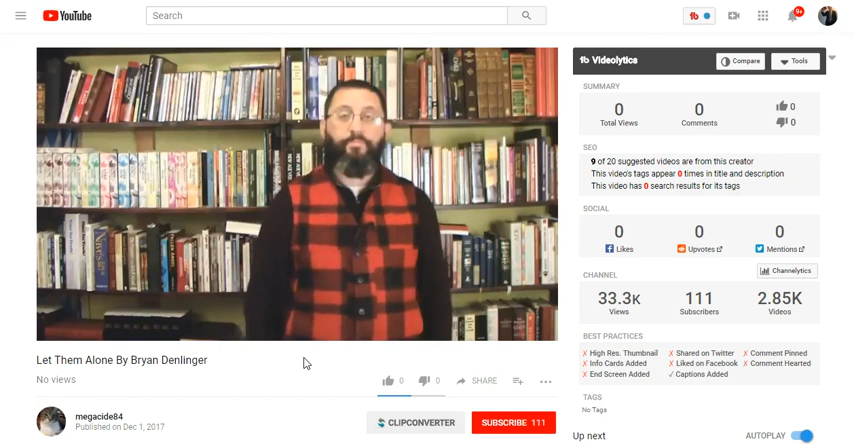 YouTube
Search
tb
9+
tb Videolytics
Compare
Tools
SUMMARY
0
Total Views
0
Comments
0
0
SEO
9 of 20 suggested videos are from this creator
This video's tags appear 0 times in title and description
This video has 0 search results for its tags
SOCIAL
0
Likes
0
Upvotes
0
Mentions
CHANNEL
Channelytics
33.3K
Views
111
Subscribers
2.85K
Videos
BEST PRACTICES
✗ High Res. Thumbnail ✗ Shared on Twitter ✗ Comment Pinned
✗ Info Cards Added ✗ Liked on Facebook ✗ Comment Hearted
✗ End Screen Added ✓ Captions Added
TAGS
No Tags
Up next
AUTOPLAY
Let Them Alone By Bryan Denlinger
No views
0
0
SHARE
megacide84
Published on Dec 1, 2017
CLIPCONVERTER
SUBSCRIBE 111